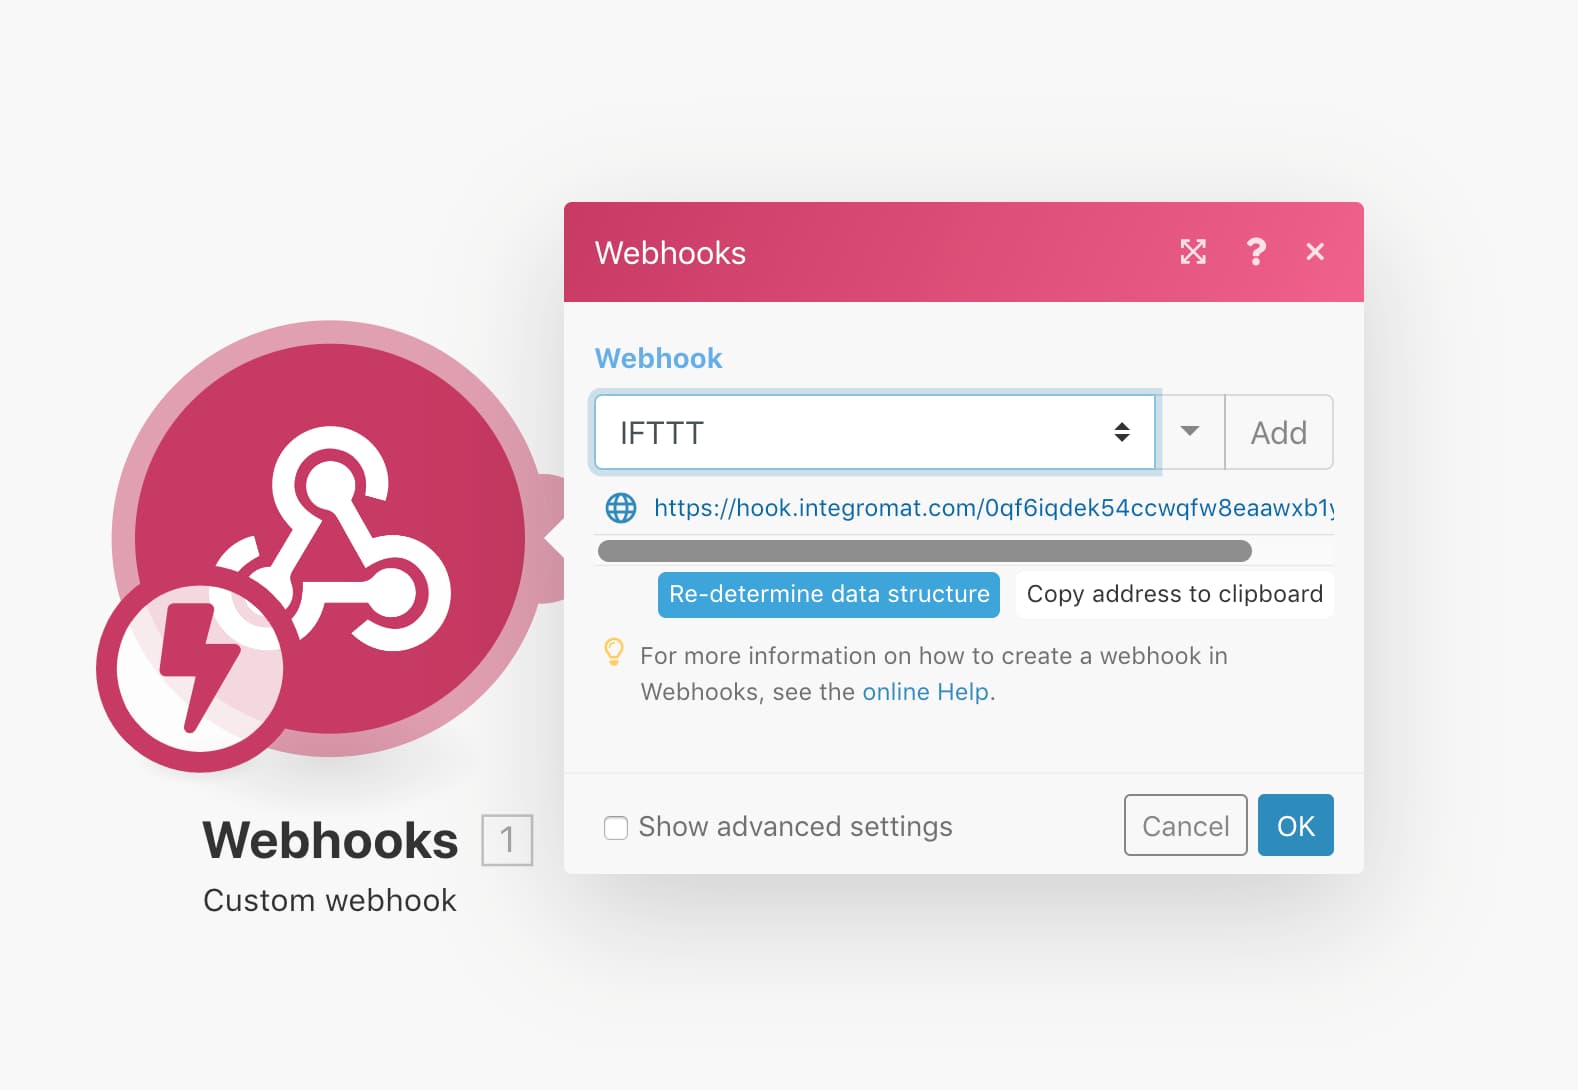 Webhooks
Webhook
IFTTT
Add
https://hook.integromat.com/0qf6iqdek54ccwqfw8eaawxb1y
Re-determine data structure
Copy address to clipboard
For more information on how to create a webhook in
Webhooks, see the online Help.
Show advanced settings
Cancel
OK
Webhooks
1
Custom webhook